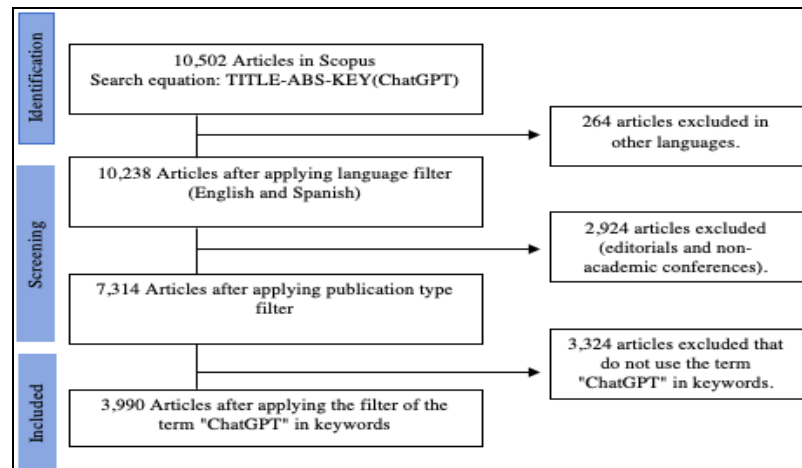 Identification
10,502 Articles in Scopus
Search equation: TITLE-ABS-KEY(ChatGPT)
264 articles excluded in
other languages.
Screening
10,238 Articles after applying language filter
(English and Spanish)
2,924 articles excluded
(editorials and non-
academic conferences).
7,314 Articles after applying publication type
filter
3,324 articles excluded that
do not use the term
"ChatGPT" in keywords.
Included
3,990 Articles after applying the filter of the
term "ChatGPT" in keywords